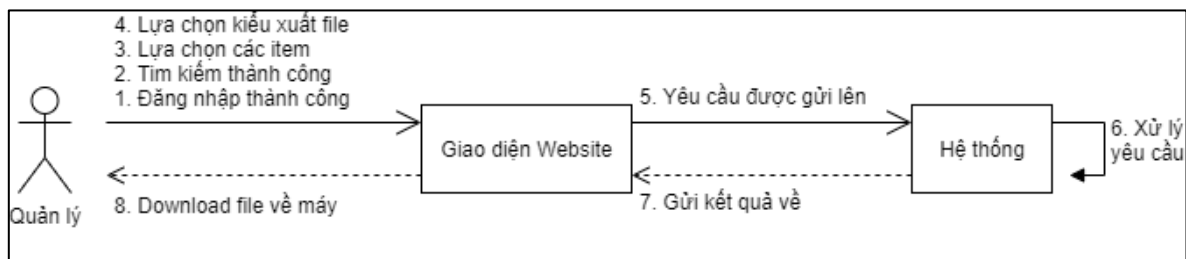 4. Lựa chọn kiểu xuất file
3. Lựa chọn các item
2. Tim kiếm thành công
1. Đăng nhập thành công
5. Yêu cầu được gửi lên
6. Xử lý
yêu cầu
Giao diện Website
Hệ thống
8. Download file về máy
7. Gửi kết quả về
Quản lý